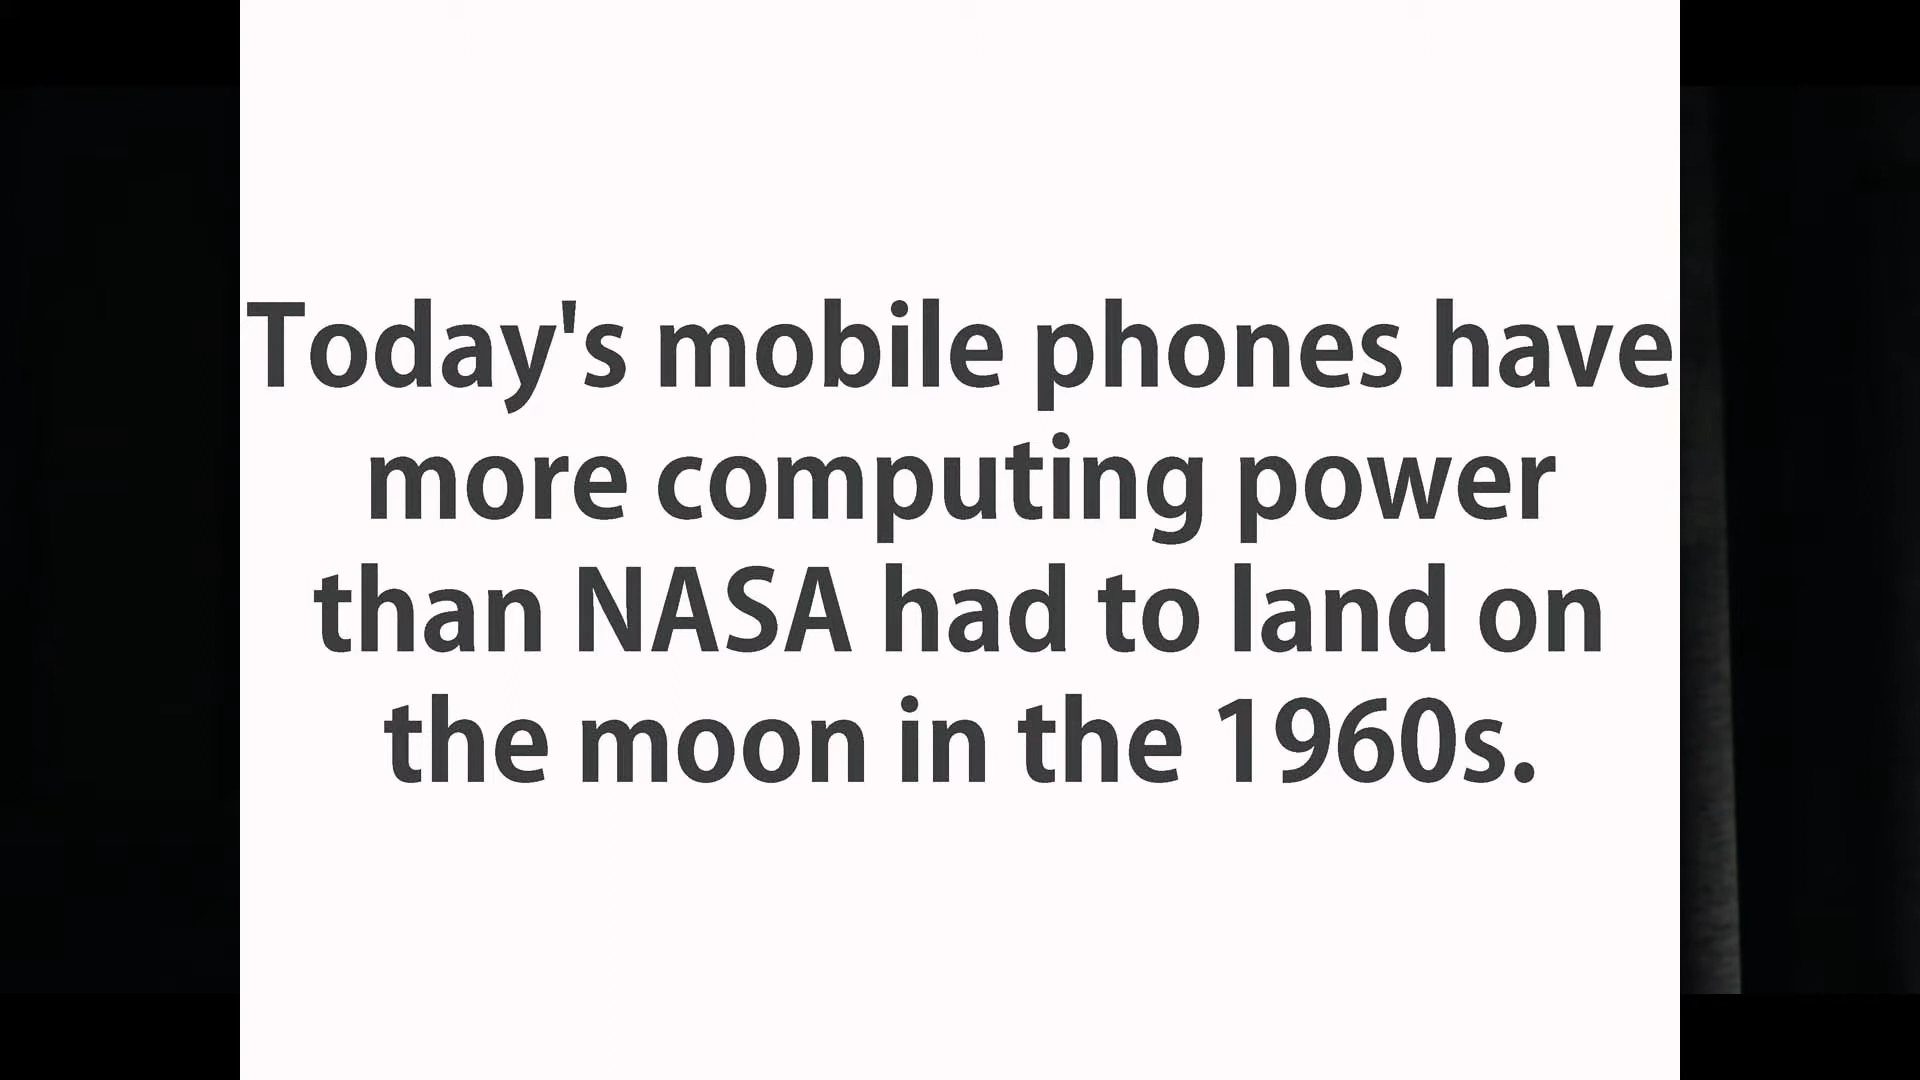 Today's mobile phones have
more computing power
than NASA had to land on
the moon in the 1960s.